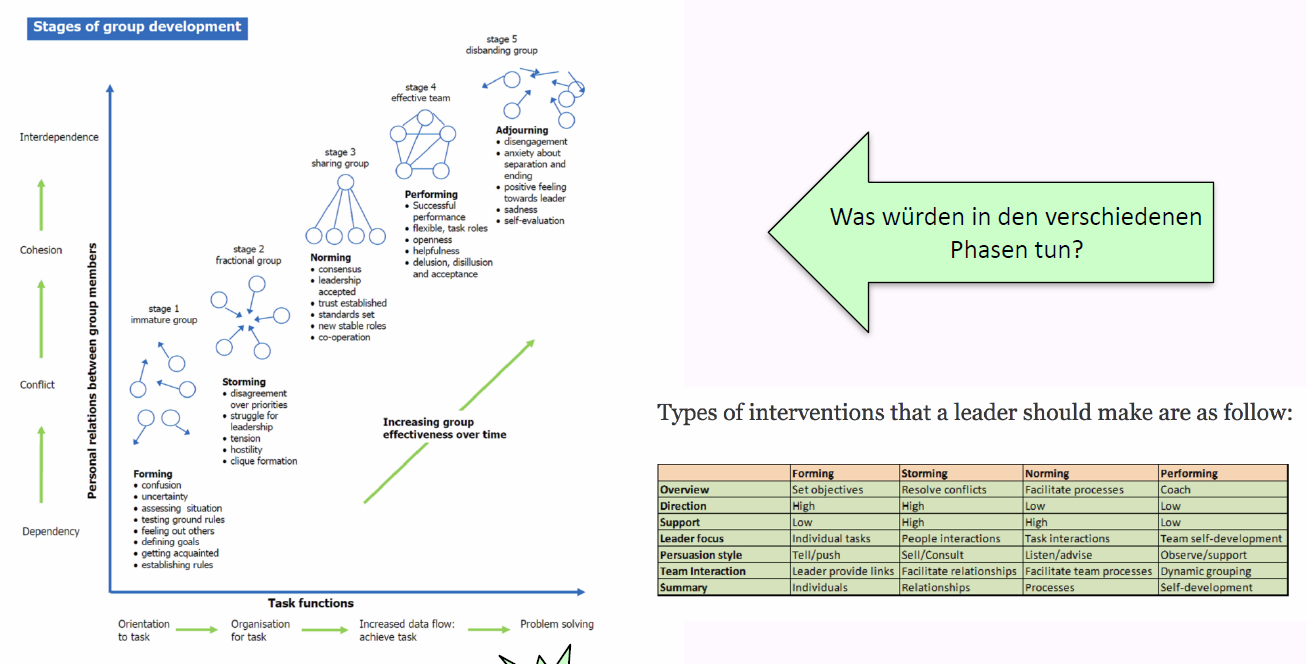 Stages of group development
stage 5
disbanding group
Adjourning
• disengagement
• anxiety about
separation and
ending
• positive feeling
towards leader
• sadness
• self-evaluation
stage 4
effective team
Performing
• Successful
performance
• flexible, task roles
• openness
• helpfulness
• delusion, disillusion
and acceptance
stage 3
sharing group
Norming
• consensus
• leadership
accepted
• trust established
• standards set
• new stable roles
• co-operation
stage 2
fractional group
Storming
• disagreement
over priorities
• struggle for
leadership
• tension
• hostility
• clique formation
stage 1
immature group
Forming
• confusion
• uncertainty
• assessing situation
• testing ground rules
• feeling out others
• defining goals
• getting acquainted
• establishing rules
Interdependence
Cohesion
Conflict
Dependency
Personal relations between group members
Increasing group
effectiveness over time
Task functions
Orientation
to task
Organisation
for task
Increased data flow:
achieve task
Problem solving
Was würden in den verschiedenen
Phasen tun?
Types of interventions that a leader should make are as follow:
Forming Storming Norming Performing
Overview Set objectives Resolve conflicts Facilitate processes Coach
Direction High High Low Low
Support Low High High Low
Leader focus Individual tasks People interactions Task interactions Team self-development
Persuasion style Tell/push Sell/Consult Listen/advise Observe/support
Team Interaction Leader provide links Facilitate relationships Facilitate team processes Dynamic grouping
Summary Individuals Relationships Processes Self-development